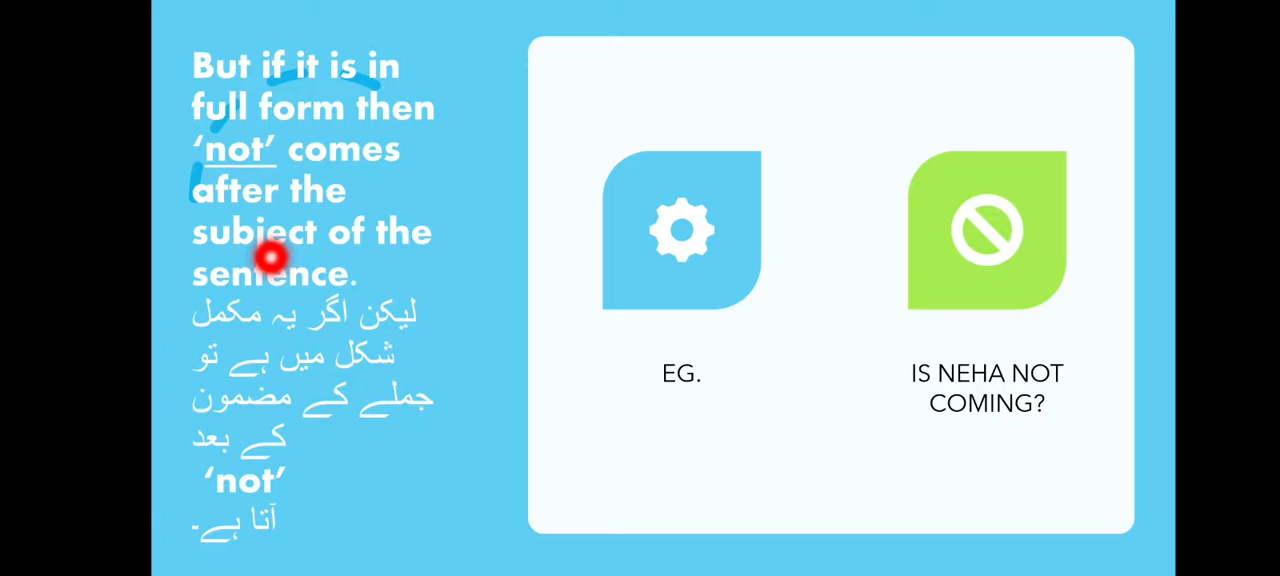 But if it is in
full form then
‘not’ comes
after the
subject of the
sentence.
لیکن اگر یہ مکمل
شکل میں ہے تو
جملے کے مضمون
کے بعد
‘not’
آتا ہے۔
EG.
IS NEHA NOT
COMING?